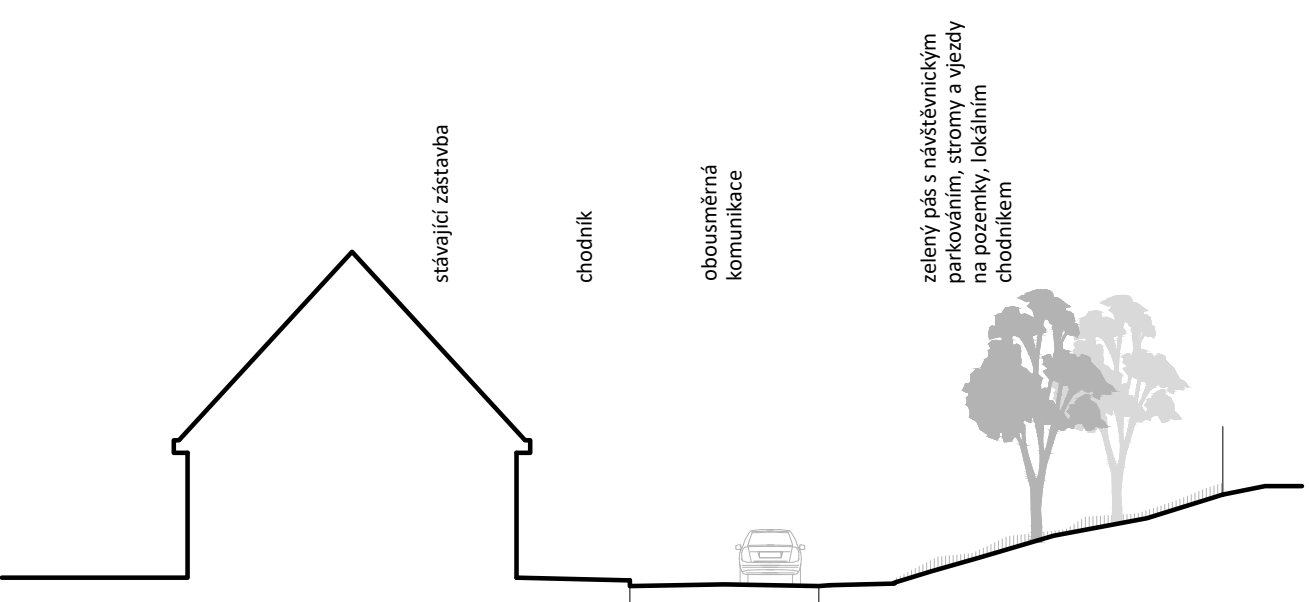 stávající zástavba
chodník
obousměrná
komunikace
zelený pás s návštěvnickým
parkováním, stromy a vjezdy
na pozemky, lokálním
chodníkem